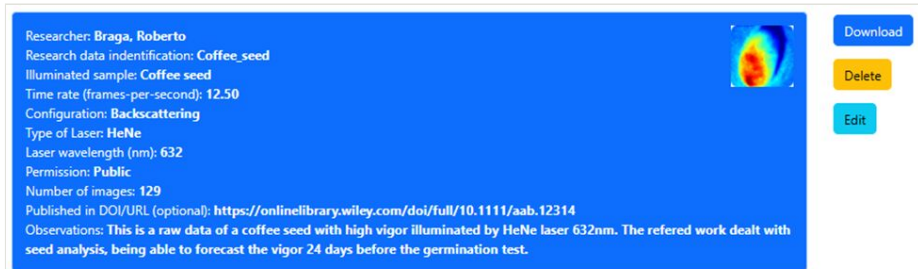 Researcher: Braga, Roberto
Research data indentification: Coffee_seed
Illuminated sample: Coffee seed
Time rate (frames-per-second): 12.50
Configuration: Backscattering
Type of Laser: HeNe
Laser wavelength (nm): 632
Permission: Public
Number of images: 129
Published in DOI/URL (optional): https://onlinelibrary.wiley.com/doi/full/10.1111/aab.12314
Observations: This is a raw data of a coffee seed with high vigor illuminated by HeNe laser 632nm. The refered work dealt with
seed analysis, being able to forecast the vigor 24 days before the germination test.
Download
Delete
Edit